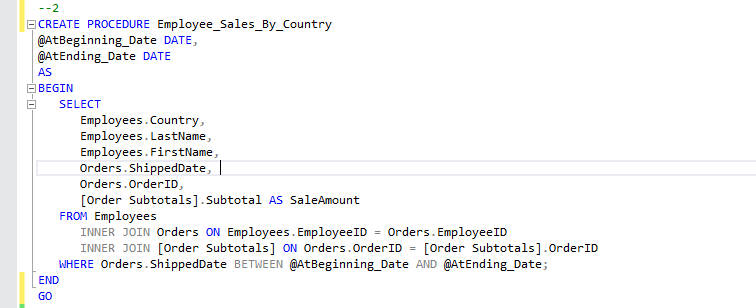 --2
CREATE PROCEDURE Employee_Sales_By_Country
@AtBeginning_Date DATE,
@AtEnding_Date DATE
AS
BEGIN
SELECT
Employees.Country,
Employees.LastName,
Employees.FirstName,
Orders.ShippedDate,
Orders.OrderID,
[Order Subtotals].Subtotal AS SaleAmount
FROM Employees
INNER JOIN Orders ON Employees.EmployeeID = Orders.EmployeeID
INNER JOIN [Order Subtotals] ON Orders.OrderID = [Order Subtotals].OrderID
WHERE Orders.ShippedDate BETWEEN @AtBeginning_Date AND @AtEnding_Date;
END
GO